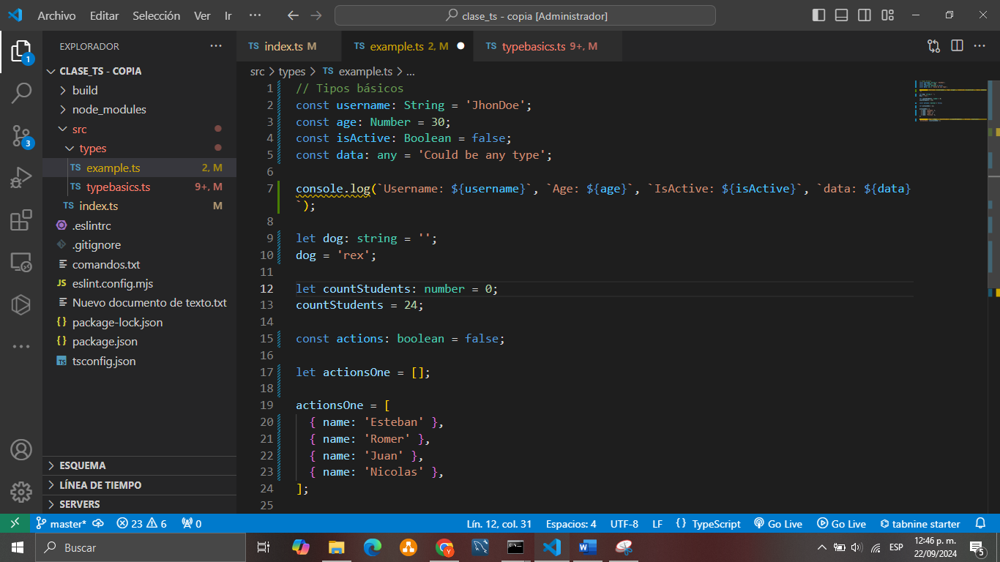 Archivo Editar Selección Ver Ir ··· clase_ts - copia [Administrador]
EXPLORADOR ···
TS index.ts M TS example.ts 2, M TS typebasics.ts 9+, M ···
CLASE_TS - COPIA
build
node_modules
src
types
TS example.ts 2, M
TS typebasics.ts 9+, M
TS index.ts M
.eslintrc
.gitignore
comandos.txt
JS eslint.config.mjs
Nuevo documento de texto.txt
{} package-lock.json
{} package.json
TS tsconfig.json
ESQUEMA
LÍNEA DE TIEMPO
SERVERS
1
3
src > types > TS example.ts > ...
1 // Tipos básicos
2 const username: String = 'JhonDoe';
3 const age: Number = 30;
4 const isActive: Boolean = false;
5 const data: any = 'Could be any type';
6
7 console.log(`Username: ${username}`, `Age: ${age}`, `IsActive: ${isActive}`, `data: ${data}
`);
8
9 let dog: string = '';
10 dog = 'rex';
11
12 let countStudents: number = 0;
13 countStudents = 24;
14
15 const actions: boolean = false;
16
17 let actionsOne = [];
18
19 actionsOne = [
20 { name: 'Esteban' },
21 { name: 'Romer' },
22 { name: 'Juan' },
23 { name: 'Nicolas' },
24 ];
25
master* 23 6 0 Lín. 12, col. 31 Espacios: 4 UTF-8 LF {} TypeScript Go Live Go Live tabnine starter
Buscar ESP 12:46 p. m.
22/09/2024 5